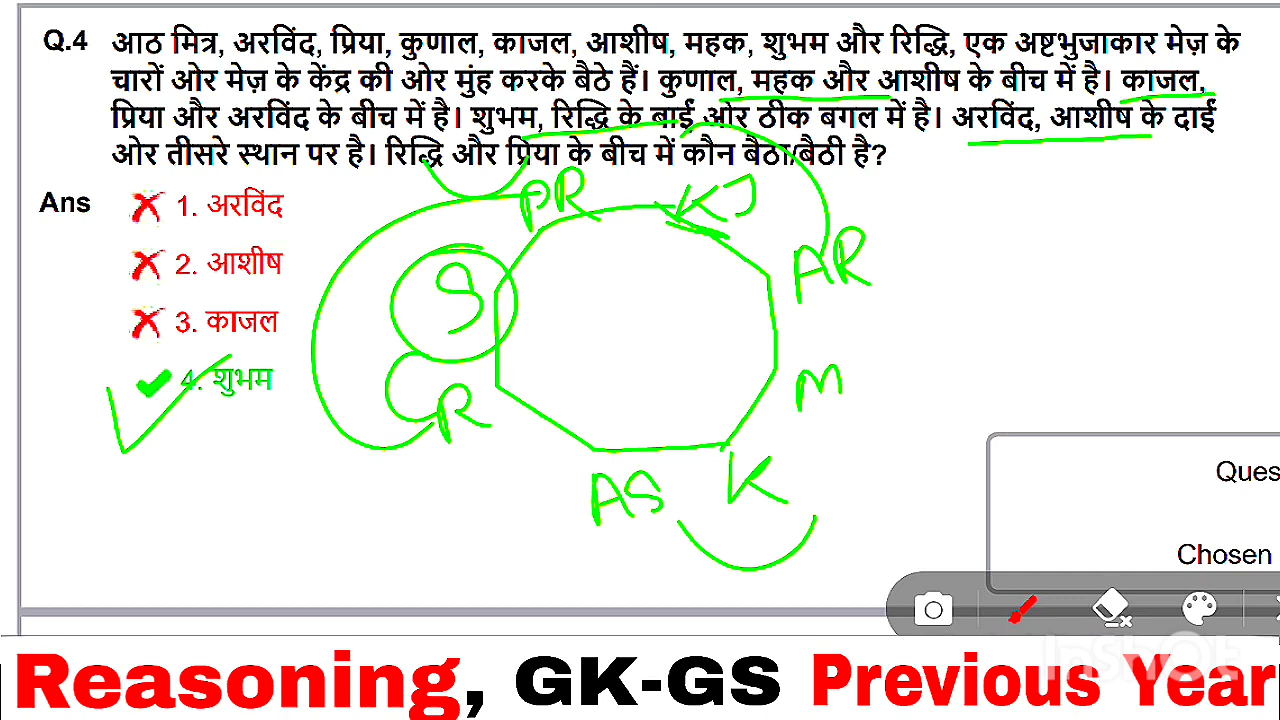 Q.4 आठ मित्र, अरविंद, प्रिया, कुणाल, काजल, आशीष, महक, शुभम और रिद्धि, एक अष्टभुजाकार मेज़ के
चारों ओर मेज़ के केंद्र की ओर मुंह करके बैठे हैं। कुणाल, महक और आशीष के बीच में है। काजल,
प्रिया और अरविंद के बीच में है। शुभम, रिद्धि के बाईं ओर ठीक बगल में है। अरविंद, आशीष के दाईं
ओर तीसरे स्थान पर है। रिद्धि और प्रिया के बीच में कौन बैठा/बैठी है?
Ans 1. अरविंद
2. आशीष
3. काजल
4. शुभम
PR KJ
S AR
R M
AS K
Ques
Chosen
InShOt
Reasoning, GK-GS Previous Year